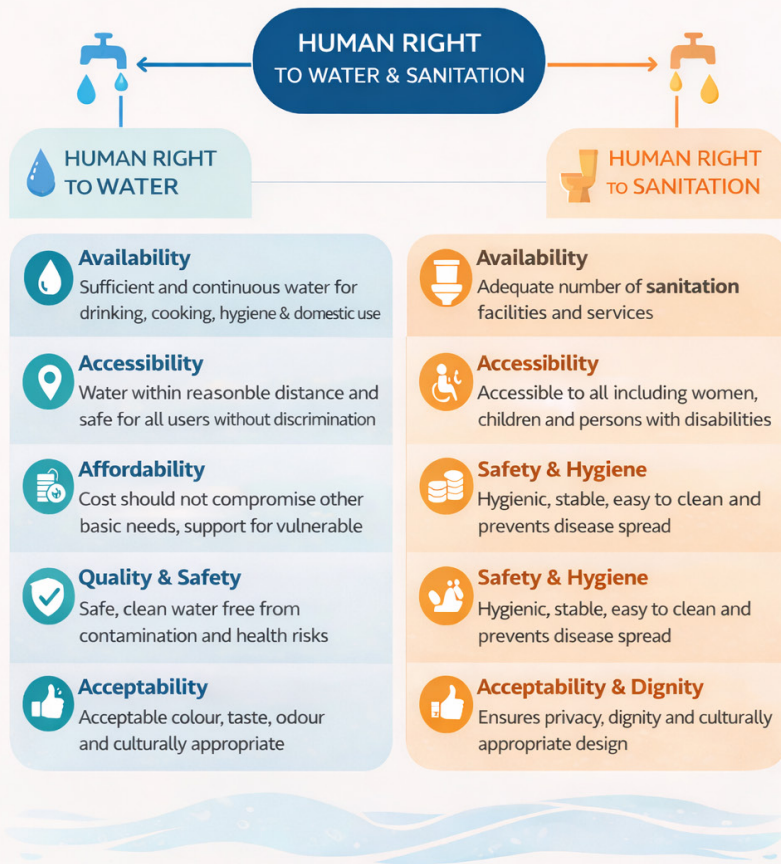 HUMAN RIGHT
TO WATER & SANITATION
HUMAN RIGHT
TO WATER
HUMAN RIGHT
TO SANITATION
Availability
Sufficient and continuous water for
drinking, cooking, hygiene & domestic use
Accessibility
Water within reasonble distance and
safe for all users without discrimination
Affordability
Cost should not compromise other
basic needs, support for vulnerable
Quality & Safety
Safe, clean water free from
contamination and health risks
Acceptability
Acceptable colour, taste, odour
and culturally appropriate
Availability
Adequate number of sanitation
facilities and services
Accessibility
Accessible to all including women,
children and persons with disabilities
Safety & Hygiene
Hygienic, stable, easy to clean and
prevents disease spread
Safety & Hygiene
Hygienic, stable, easy to clean and
prevents disease spread
Acceptability & Dignity
Ensures privacy, dignity and culturally
appropriate design